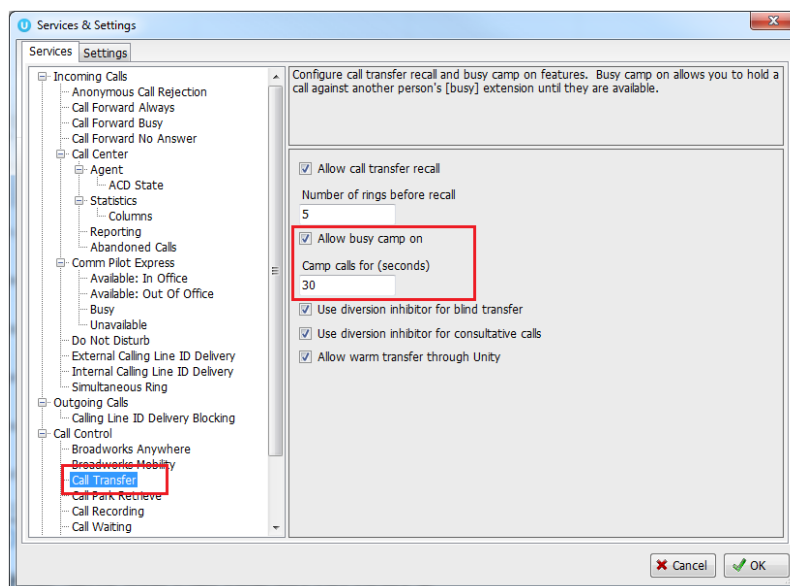 Services & Settings
Services
Settings
Incoming Calls
Anonymous Call Rejection
Call Forward Always
Call Forward Busy
Call Forward No Answer
Call Center
Agent
ACD State
Statistics
Columns
Reporting
Abandoned Calls
Comm Pilot Express
Available: In Office
Available: Out Of Office
Busy
Unavailable
Do Not Disturb
External Calling Line ID Delivery
Internal Calling Line ID Delivery
Simultaneous Ring
Outgoing Calls
Calling Line ID Delivery Blocking
Call Control
Broadworks Anywhere
Broadworks Mobility
Call Transfer
Call Park Retrieve
Call Recording
Call Waiting
Configure call transfer recall and busy camp on features. Busy camp on allows you to hold a
call against another person's [busy] extension until they are available.
Allow call transfer recall
Number of rings before recall
5
Allow busy camp on
Camp calls for (seconds)
30
Use diversion inhibitor for blind transfer
Use diversion inhibitor for consultative calls
Allow warm transfer through Unity
Cancel
OK